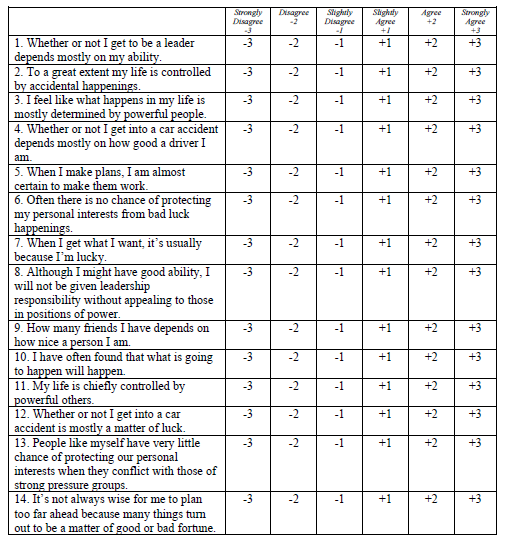 Strongly Disagree -3 Disagree -2 Slightly Disagree -1 Slightly Agree +1 Agree +2 Strongly Agree +3
1. Whether or not I get to be a leader
depends mostly on my ability. -3 -2 -1 +1 +2 +3
2. To a great extent my life is controlled
by accidental happenings. -3 -2 -1 +1 +2 +3
3. I feel like what happens in my life is
mostly determined by powerful people. -3 -2 -1 +1 +2 +3
4. Whether or not I get into a car accident
depends mostly on how good a driver I
am. -3 -2 -1 +1 +2 +3
5. When I make plans, I am almost
certain to make them work. -3 -2 -1 +1 +2 +3
6. Often there is no chance of protecting
my personal interests from bad luck
happenings. -3 -2 -1 +1 +2 +3
7. When I get what I want, it's usually
because I'm lucky. -3 -2 -1 +1 +2 +3
8. Although I might have good ability, I
will not be given leadership
responsibility without appealing to those
in positions of power. -3 -2 -1 +1 +2 +3
9. How many friends I have depends on
how nice a person I am. -3 -2 -1 +1 +2 +3
10. I have often found that what is going
to happen will happen. -3 -2 -1 +1 +2 +3
11. My life is chiefly controlled by
powerful others. -3 -2 -1 +1 +2 +3
12. Whether or not I get into a car
accident is mostly a matter of luck. -3 -2 -1 +1 +2 +3
13. People like myself have very little
chance of protecting our personal
interests when they conflict with those of
strong pressure groups. -3 -2 -1 +1 +2 +3
14. It's not always wise for me to plan
too far ahead because many things turn
out to be a matter of good or bad fortune. -3 -2 -1 +1 +2 +3